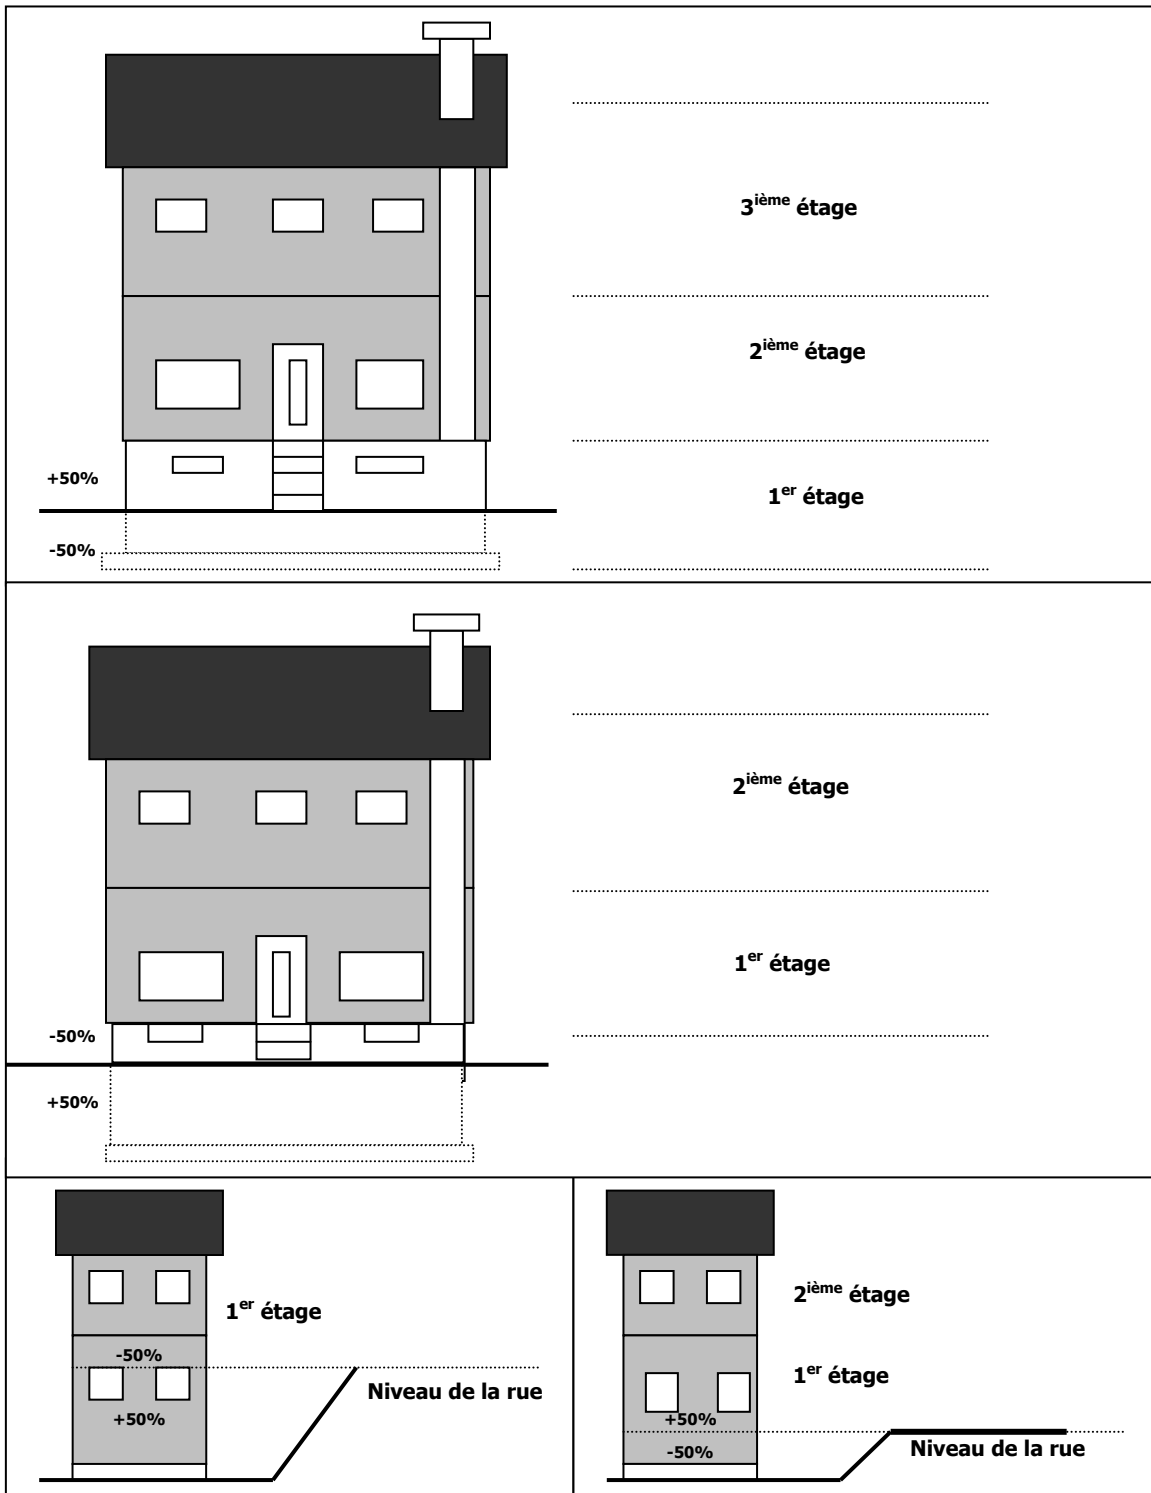 3ième étage
2ième étage
+50%
1er étage
-50%
2ième étage
1er étage
-50%
+50%
1er étage
-50%
Niveau de la rue
+50%
2ième étage
1er étage
+50%
Niveau de la rue
-50%